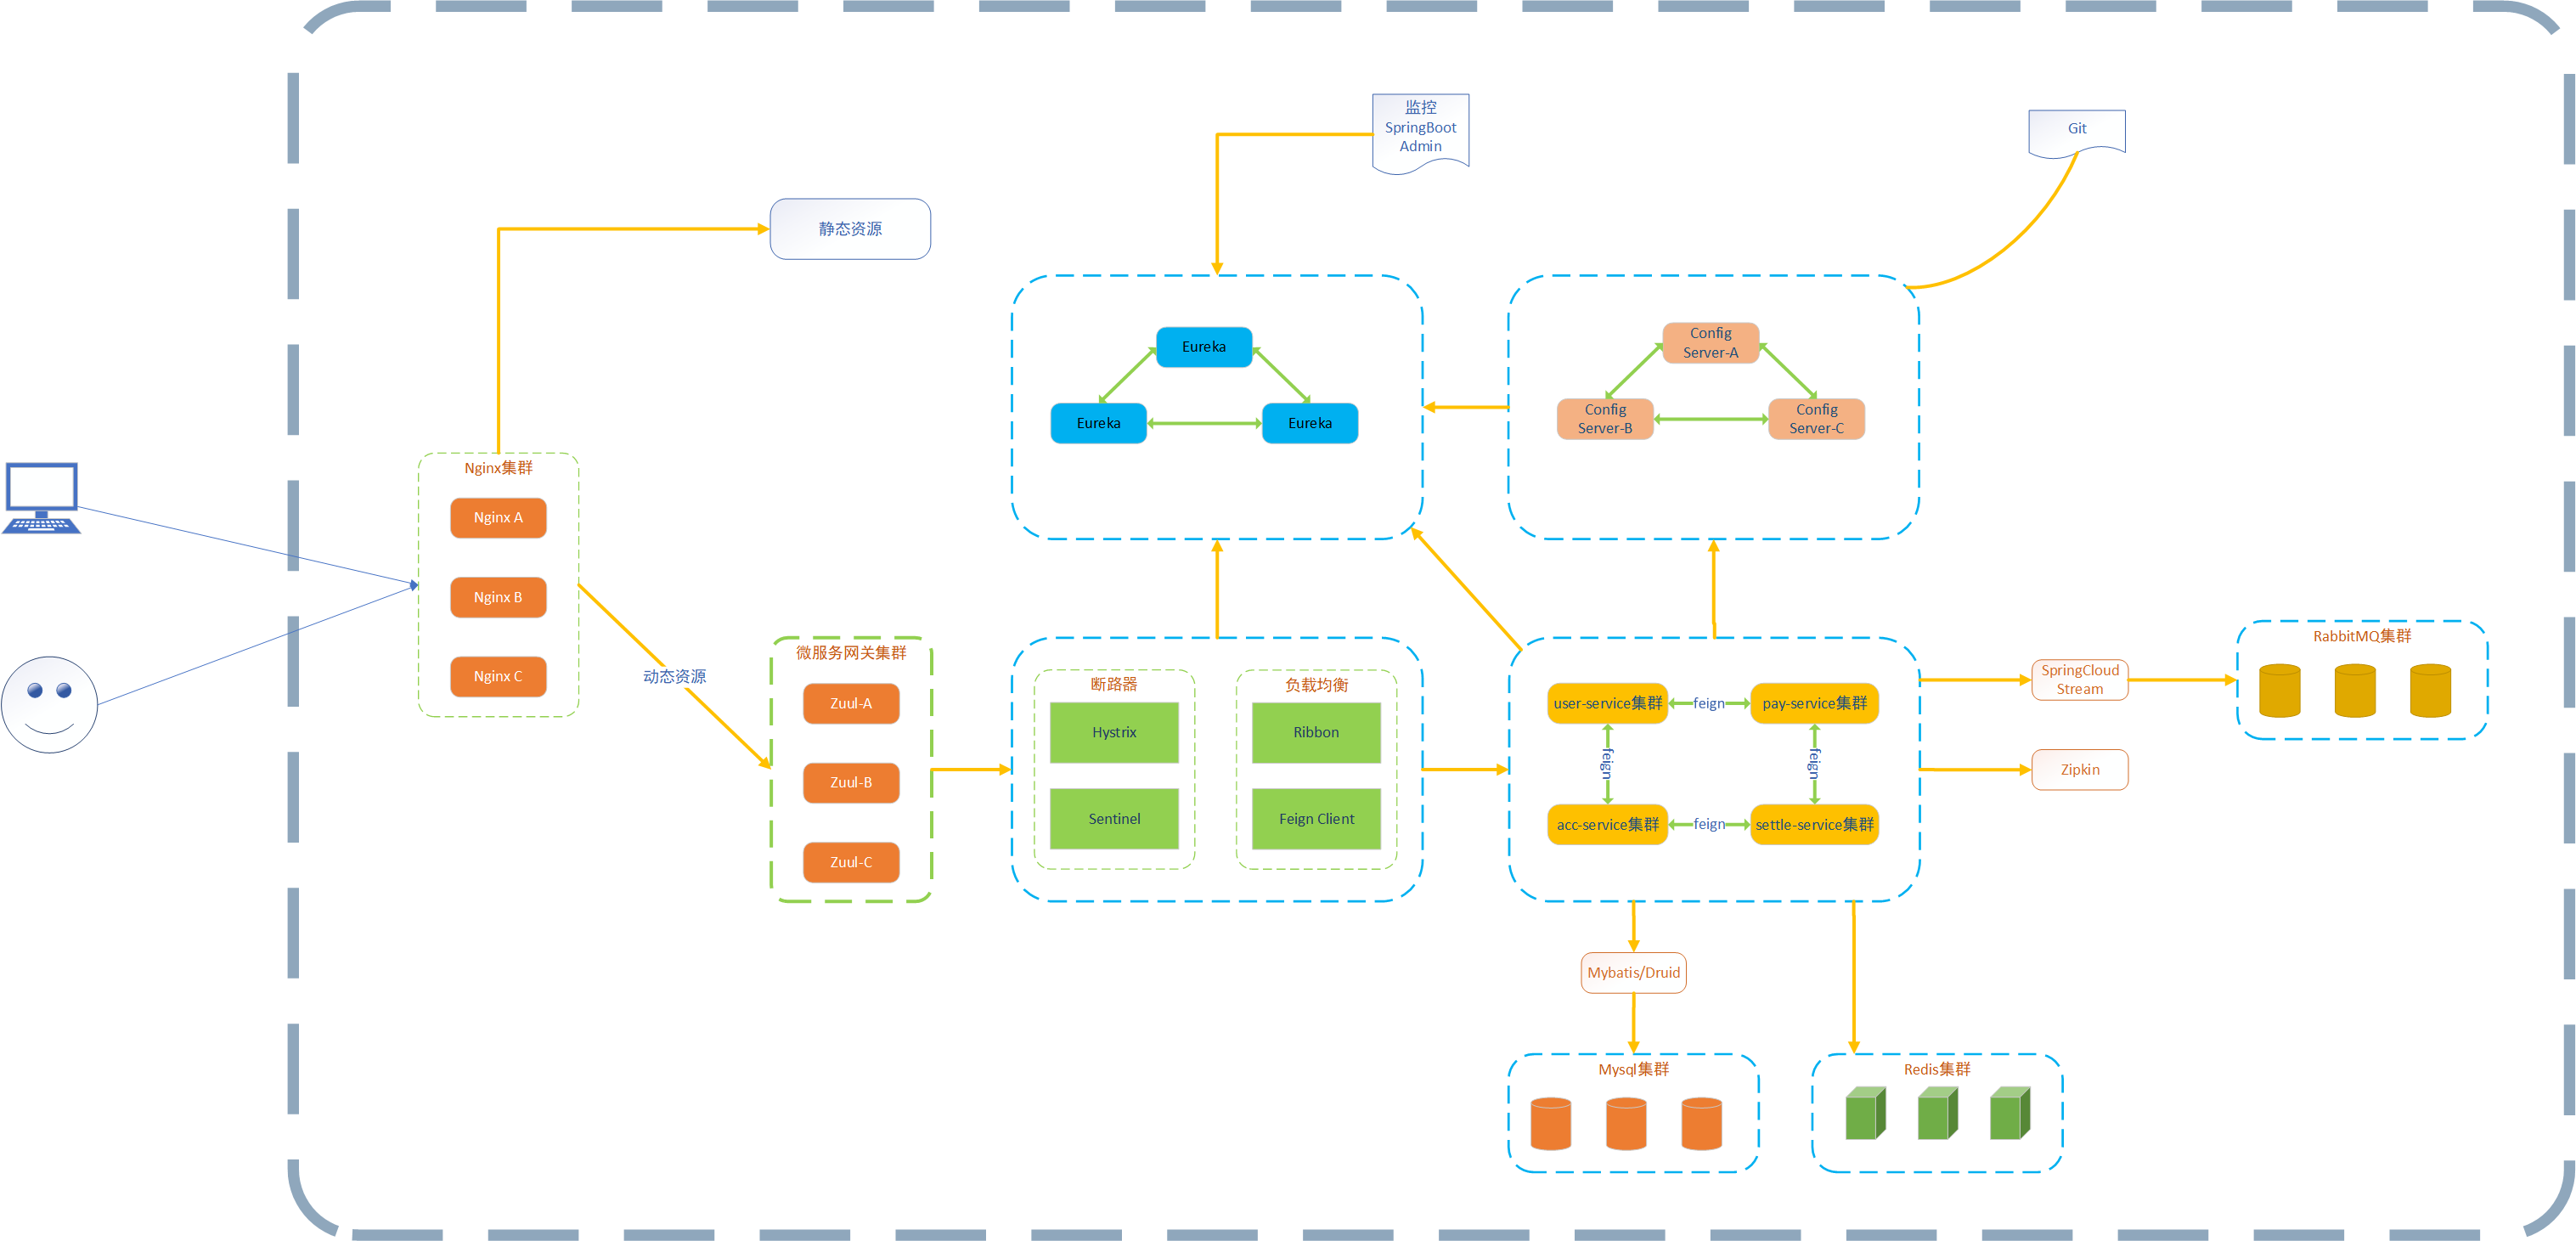 监控
SpringBoot
Admin
Git
静态资源
Eureka
Eureka
Eureka
Config
Server-A
Config
Server-B
Config
Server-C
Nginx集群
Nginx A
Nginx B
Nginx C
动态资源
微服务网关集群
Zuul-A
Zuul-B
Zuul-C
断路器
Hystrix
Sentinel
负载均衡
Ribbon
Feign Client
user-service集群
feign
pay-service集群
feign
feign
acc-service集群
feign
settle-service集群
SpringCloud
Stream
RabbitMQ集群
Zipkin
Mybatis/Druid
Mysql集群
Redis集群